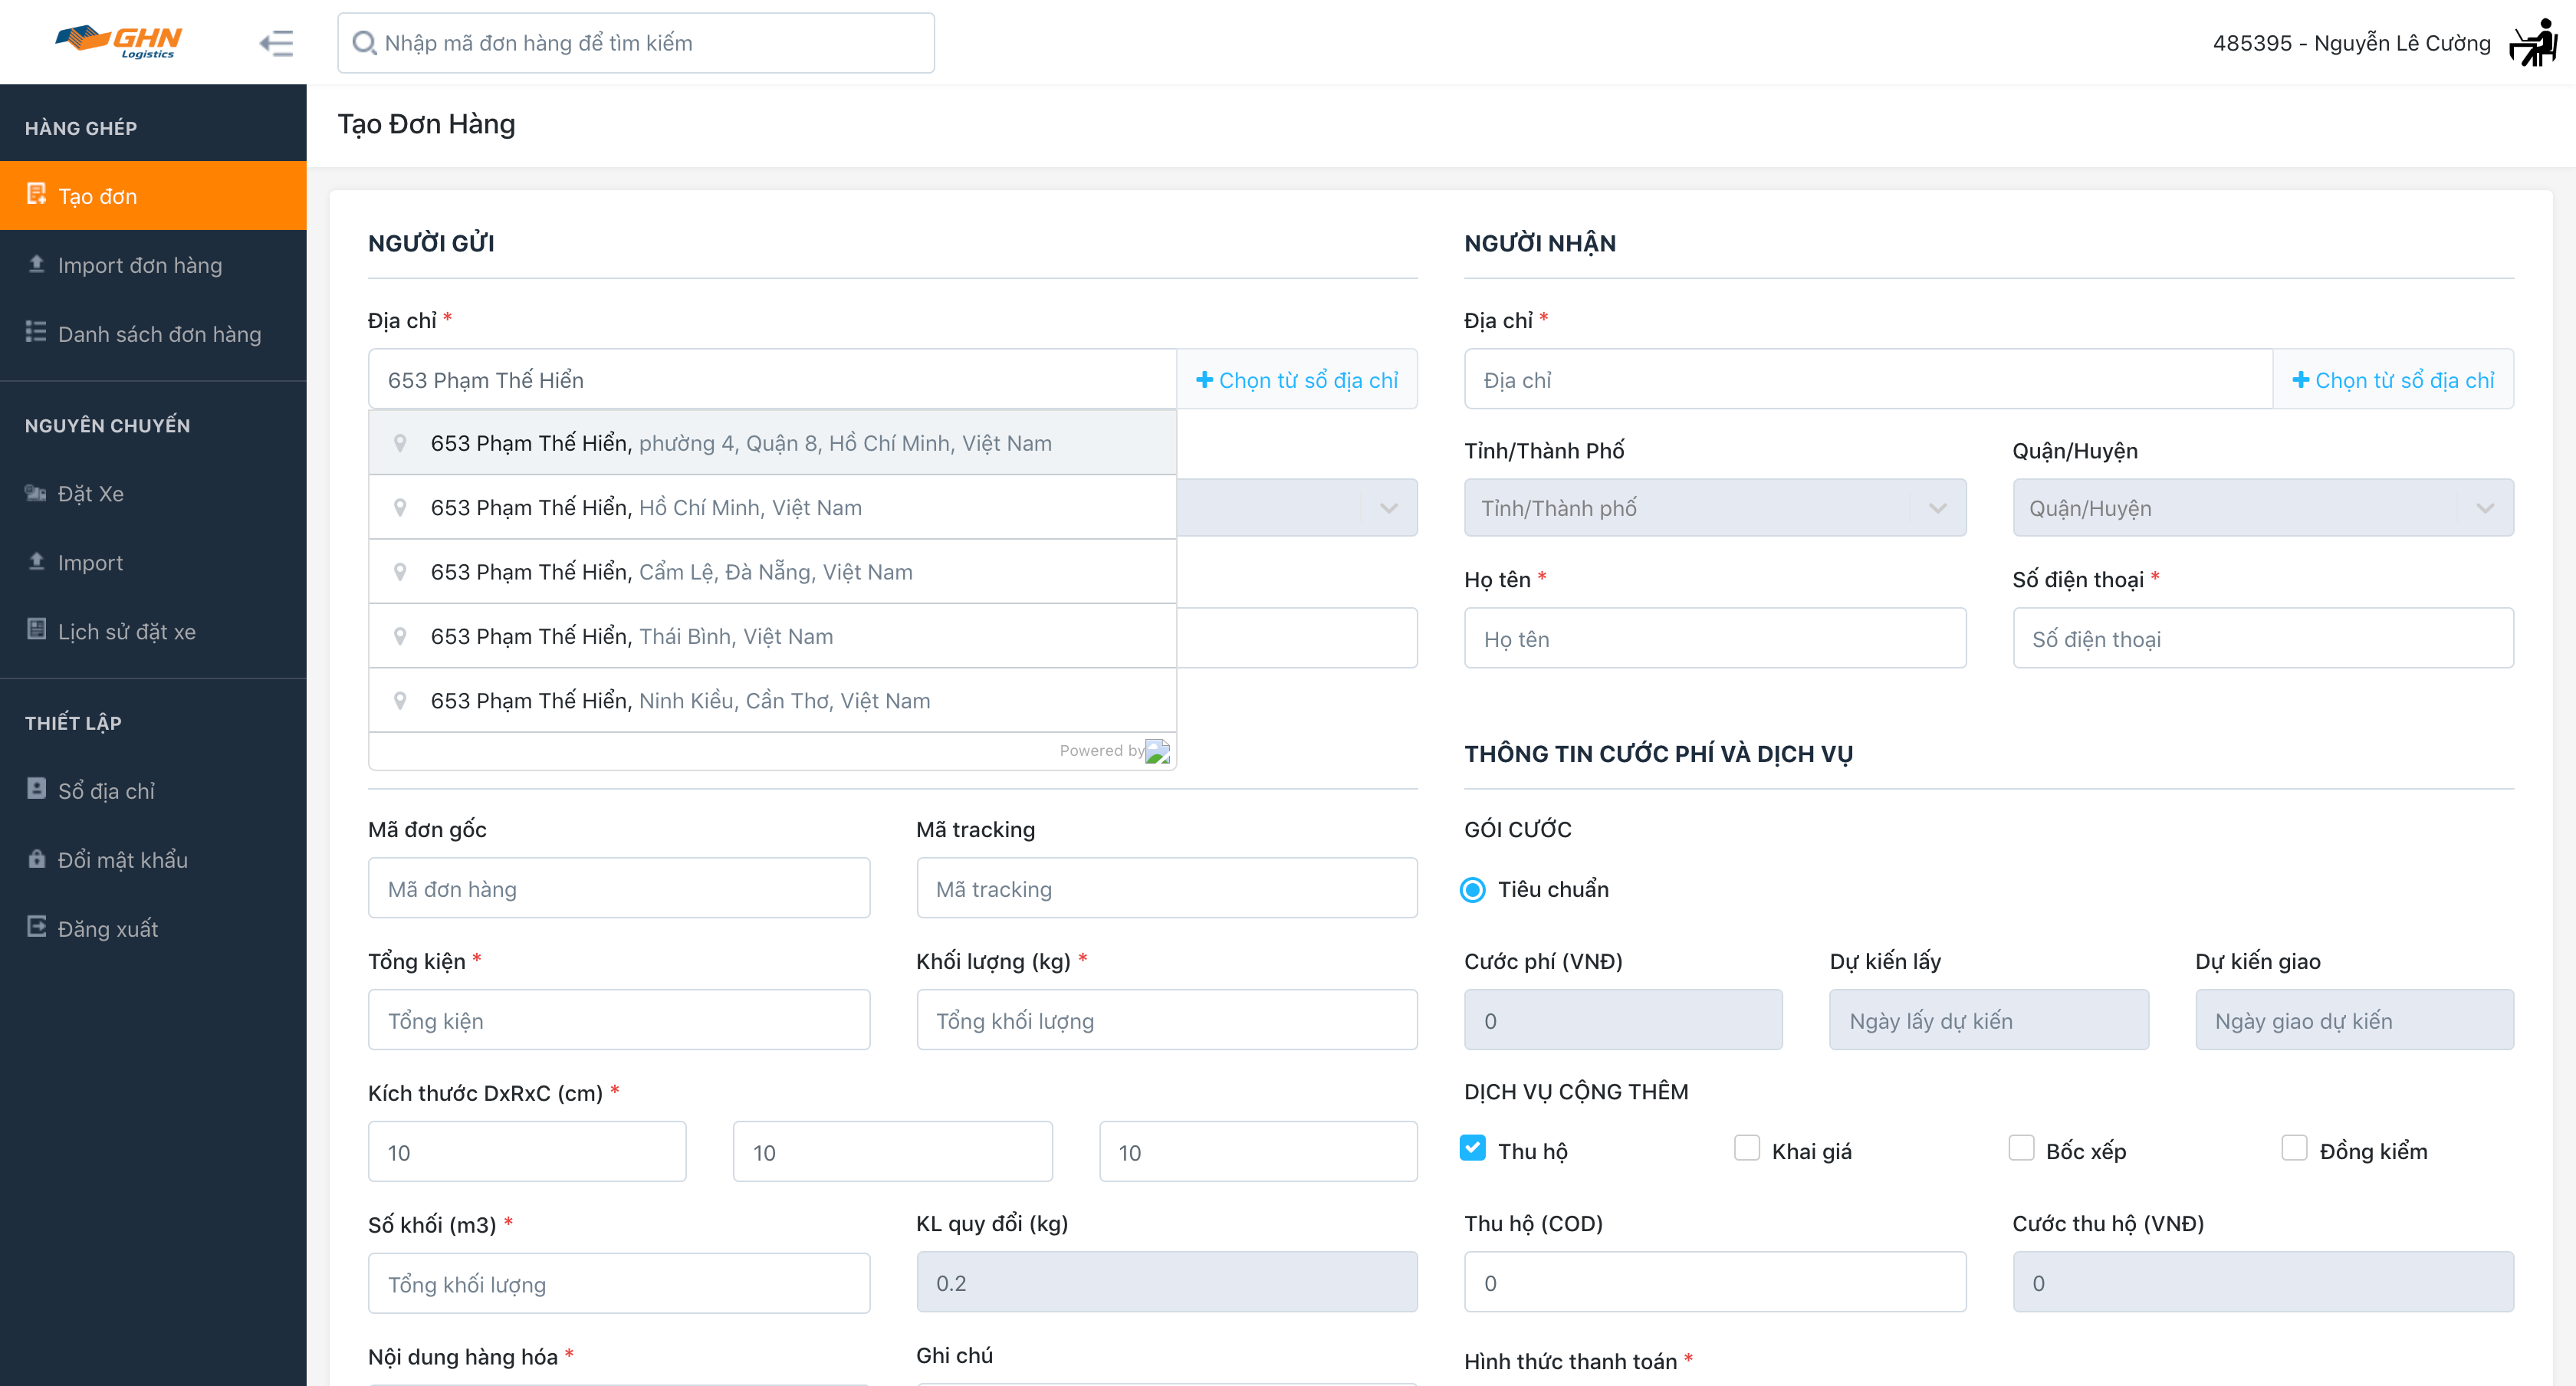 GHN
Logistics
Nhập mã đơn hàng để tìm kiếm
485395 - Nguyễn Lê Cường
HÀNG GHÉP
Tạo đơn
Import đơn hàng
Danh sách đơn hàng
NGUYÊN CHUYẾN
Đặt Xe
Import
Lịch sử đặt xe
THIẾT LẬP
Sổ địa chỉ
Đổi mật khẩu
Đăng xuất
Tạo Đơn Hàng
NGƯỜI GỬI
Địa chỉ *
653 Phạm Thế Hiển
Chọn từ sổ địa chỉ
653 Phạm Thế Hiển, phường 4, Quận 8, Hồ Chí Minh, Việt Nam
653 Phạm Thế Hiển, Hồ Chí Minh, Việt Nam
653 Phạm Thế Hiển, Cẩm Lệ, Đà Nẵng, Việt Nam
653 Phạm Thế Hiển, Thái Bình, Việt Nam
653 Phạm Thế Hiển, Ninh Kiều, Cần Thơ, Việt Nam
Powered by
Mã đơn gốc
Mã tracking
Mã đơn hàng
Mã tracking
Tổng kiện *
Khối lượng (kg) *
Tổng kiện
Tổng khối lượng
Kích thước DxRxC (cm) *
10
10
10
Số khối (m3) *
KL quy đổi (kg)
Tổng khối lượng
0.2
Nội dung hàng hóa *
Ghi chú
NGƯỜI NHẬN
Địa chỉ *
Địa chỉ
Chọn từ sổ địa chỉ
Tỉnh/Thành Phố
Quận/Huyện
Tỉnh/Thành phố
Quận/Huyện
Họ tên *
Số điện thoại *
Họ tên
Số điện thoại
THÔNG TIN CƯỚC PHÍ VÀ DỊCH VỤ
GÓI CƯỚC
Tiêu chuẩn
Cước phí (VNĐ)
Dự kiến lấy
Dự kiến giao
0
Ngày lấy dự kiến
Ngày giao dự kiến
DỊCH VỤ CỘNG THÊM
Thu hộ
Khai giá
Bốc xếp
Đồng kiểm
Thu hộ (COD)
Cước thu hộ (VNĐ)
0
0
Hình thức thanh toán *